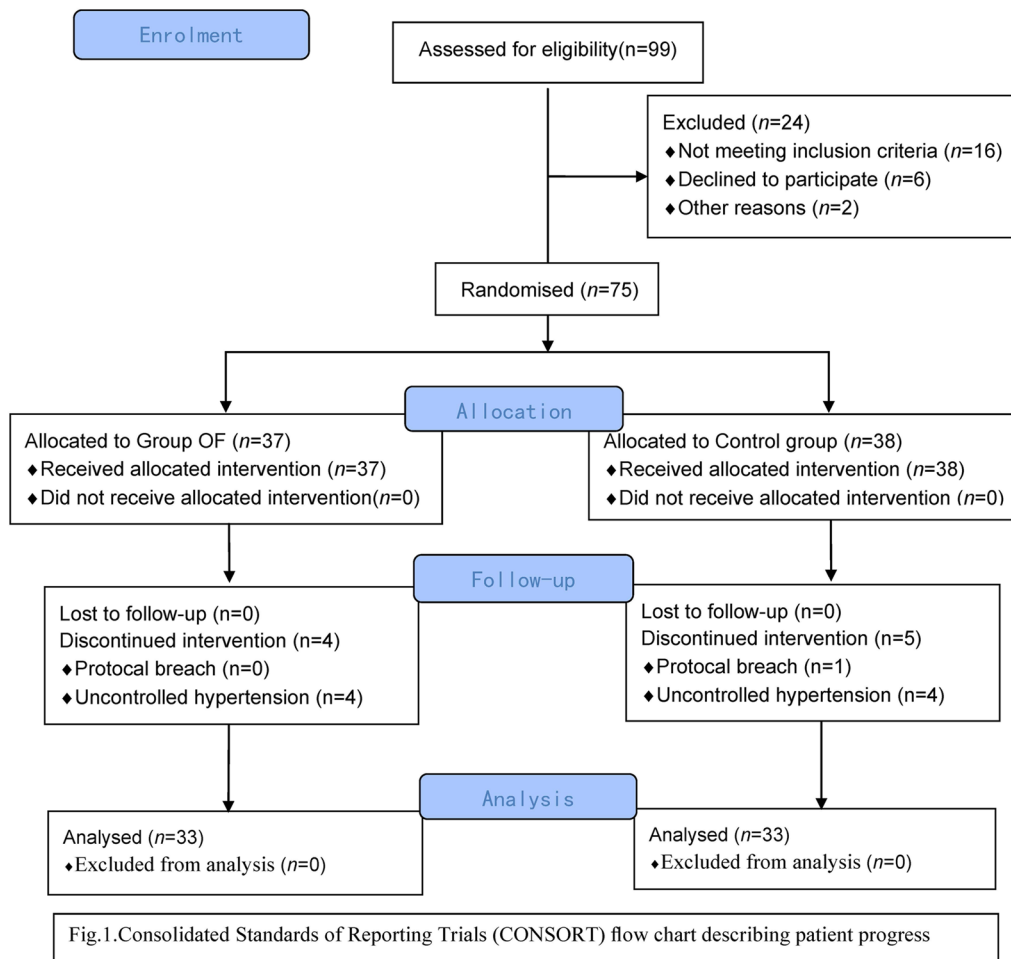 Enrolment
Assessed for eligibility(n=99)
Excluded (n=24)
♦Not meeting inclusion criteria (n=16)
♦Declined to participate (n=6)
♦Other reasons (n=2)
Randomised (n=75)
Allocation
Allocated to Group OF (n=37)
♦Received allocated intervention (n=37)
♦Did not receive allocated intervention(n=0)
Allocated to Control group (n=38)
♦Received allocated intervention (n=38)
♦Did not receive allocated intervention (n=0)
Follow-up
Lost to follow-up (n=0)
Discontinued intervention (n=4)
♦Protocal breach (n=0)
♦Uncontrolled hypertension (n=4)
Lost to follow-up (n=0)
Discontinued intervention (n=5)
♦Protocal breach (n=1)
♦Uncontrolled hypertension (n=4)
Analysis
Analysed (n=33)
♦Excluded from analysis (n=0)
Analysed (n=33)
♦Excluded from analysis (n=0)
Fig.1.Consolidated Standards of Reporting Trials (CONSORT) flow chart describing patient progress